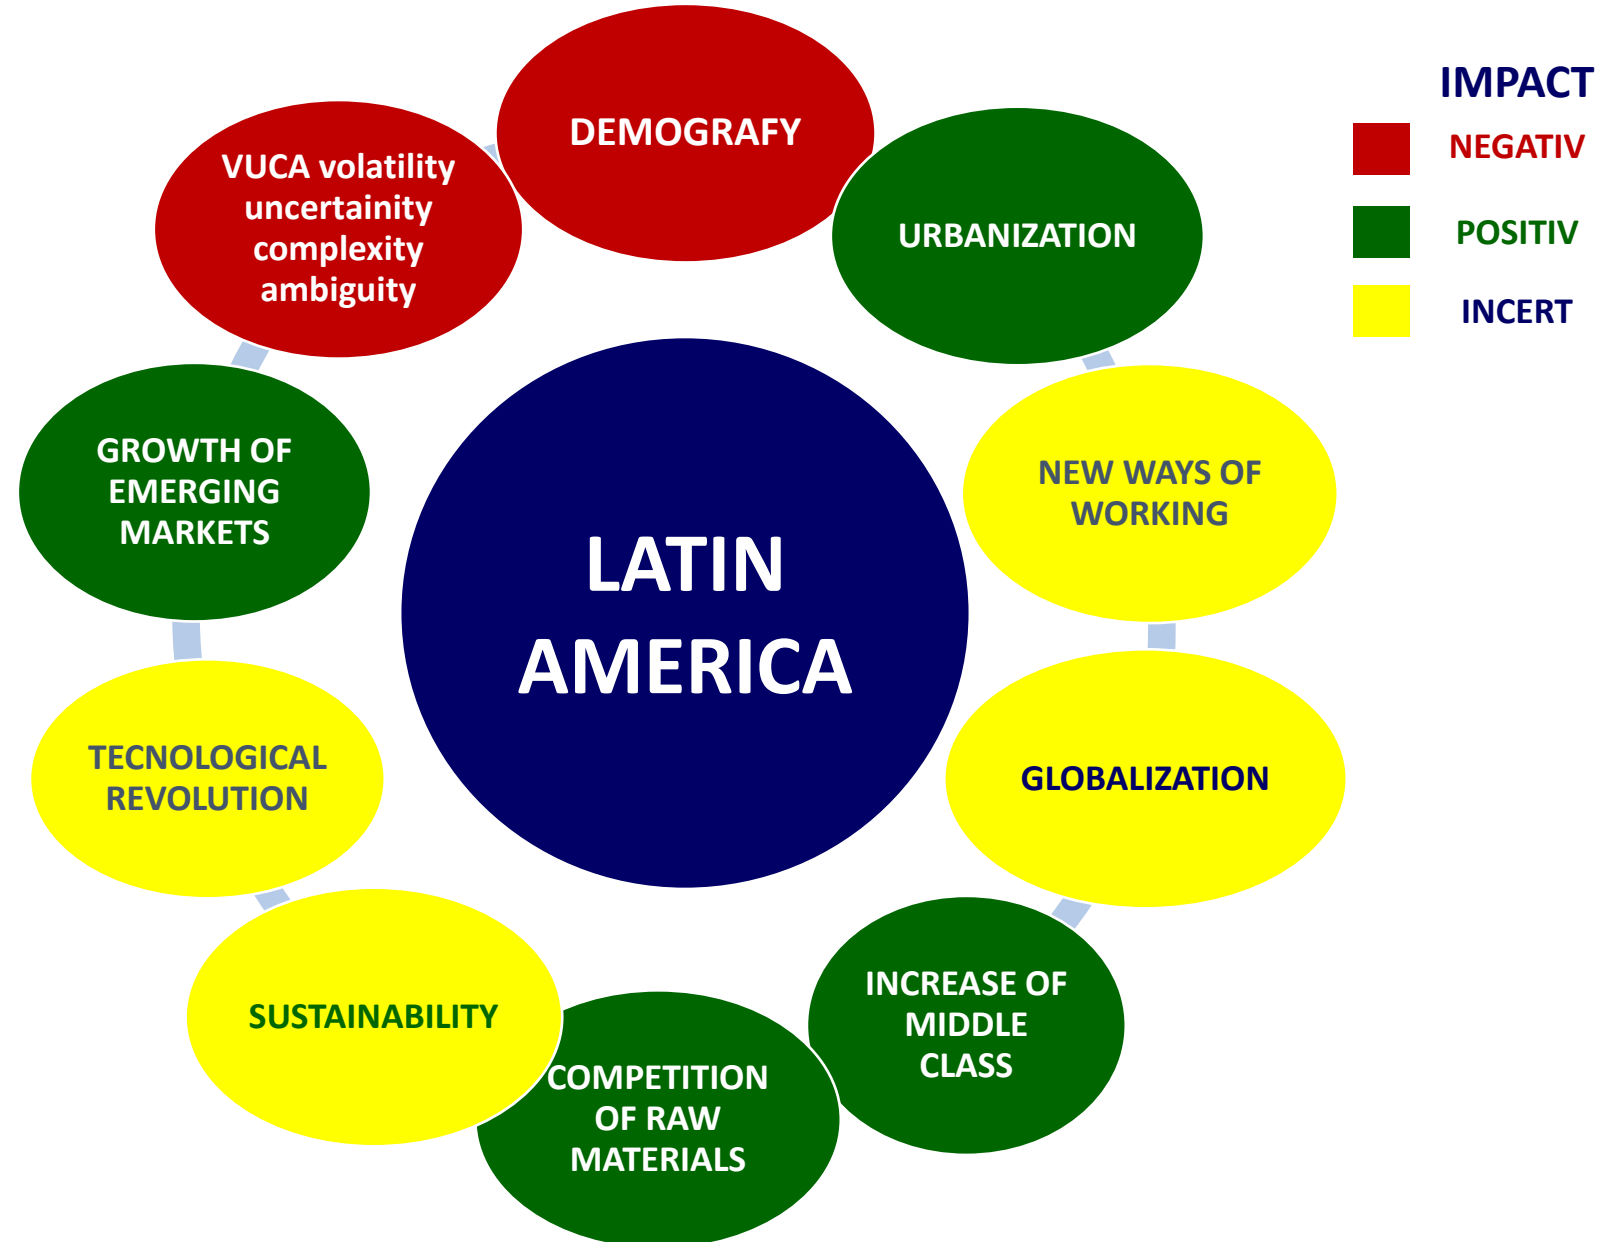 DEMOGRAFY
VUCA volatility
uncertainity
complexity
ambiguity
URBANIZATION
GROWTH OF
EMERGING
MARKETS
NEW WAYS OF
WORKING
LATIN
AMERICA
TECNOLOGICAL
REVOLUTION
GLOBALIZATION
SUSTAINABILITY
COMPETITION
OF RAW
MATERIALS
INCREASE OF
MIDDLE
CLASS
IMPACT
NEGATIV
POSITIV
INCERT